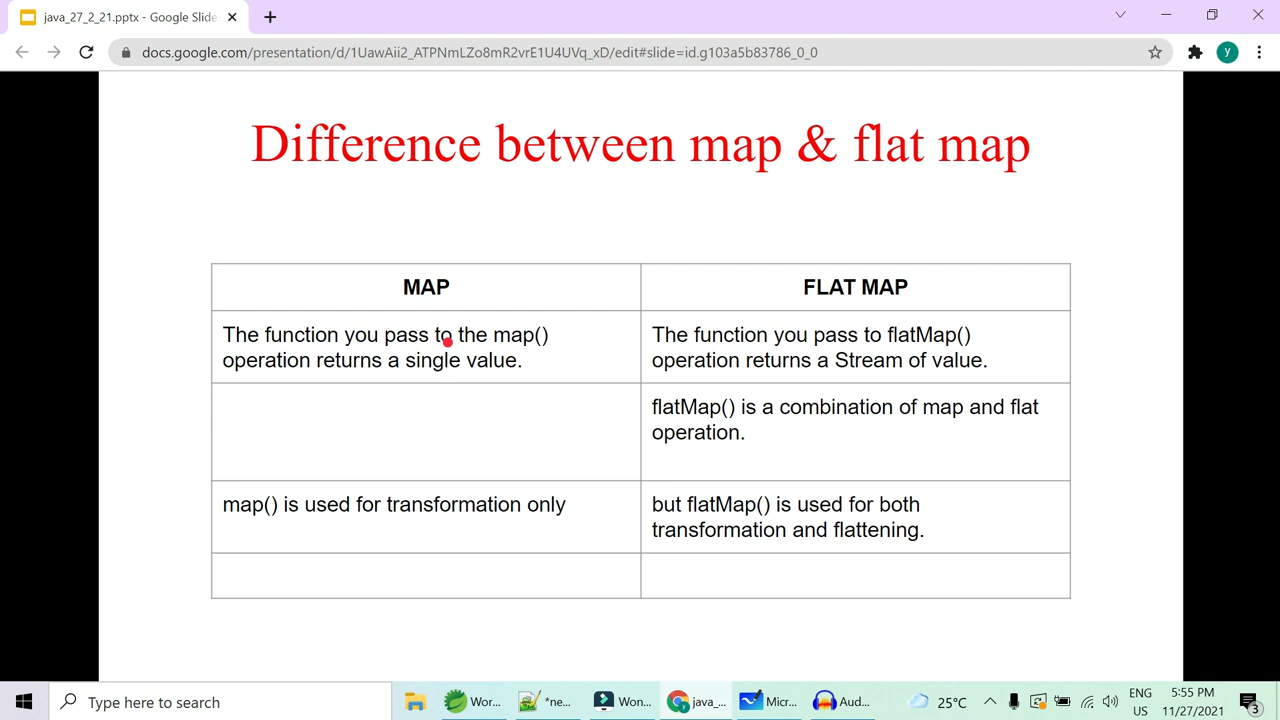 java_27_2_21.pptx - Google Slide
docs.google.com/presentation/d/1UawAii2_ATPNmLZo8mR2vrE1U4UVq_xD/edit#slide=id.g103a5b83786_0_0
y
Difference between map & flat map
MAP
FLAT MAP
The function you pass to the map()
operation returns a single value.
The function you pass to flatMap()
operation returns a Stream of value.
flatMap() is a combination of map and flat
operation.
map() is used for transformation only
but flatMap() is used for both
transformation and flattening.
Type here to search
Wor...
*ne...
Won...
java_...
Micr...
Aud...
25°C
ENG
US
5:55 PM
11/27/2021
3